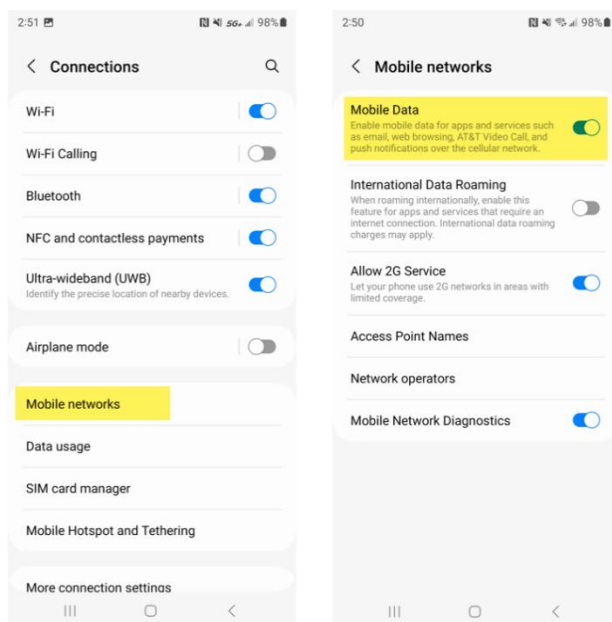 2:51 5G+ 98%
Connections
Wi-Fi
Wi-Fi Calling
Bluetooth
NFC and contactless payments
Ultra-wideband (UWB)
Identify the precise location of nearby devices.
Airplane mode
Mobile networks
Data usage
SIM card manager
Mobile Hotspot and Tethering
More connection settings
2:50 98%
Mobile networks
Mobile Data
Enable mobile data for apps and services such
as email, web browsing, AT&T Video Call, and
push notifications over the cellular network.
International Data Roaming
When roaming internationally, enable this
feature for apps and services that require an
internet connection. International data roaming
charges may apply.
Allow 2G Service
Let your phone use 2G networks in areas with
limited coverage.
Access Point Names
Network operators
Mobile Network Diagnostics